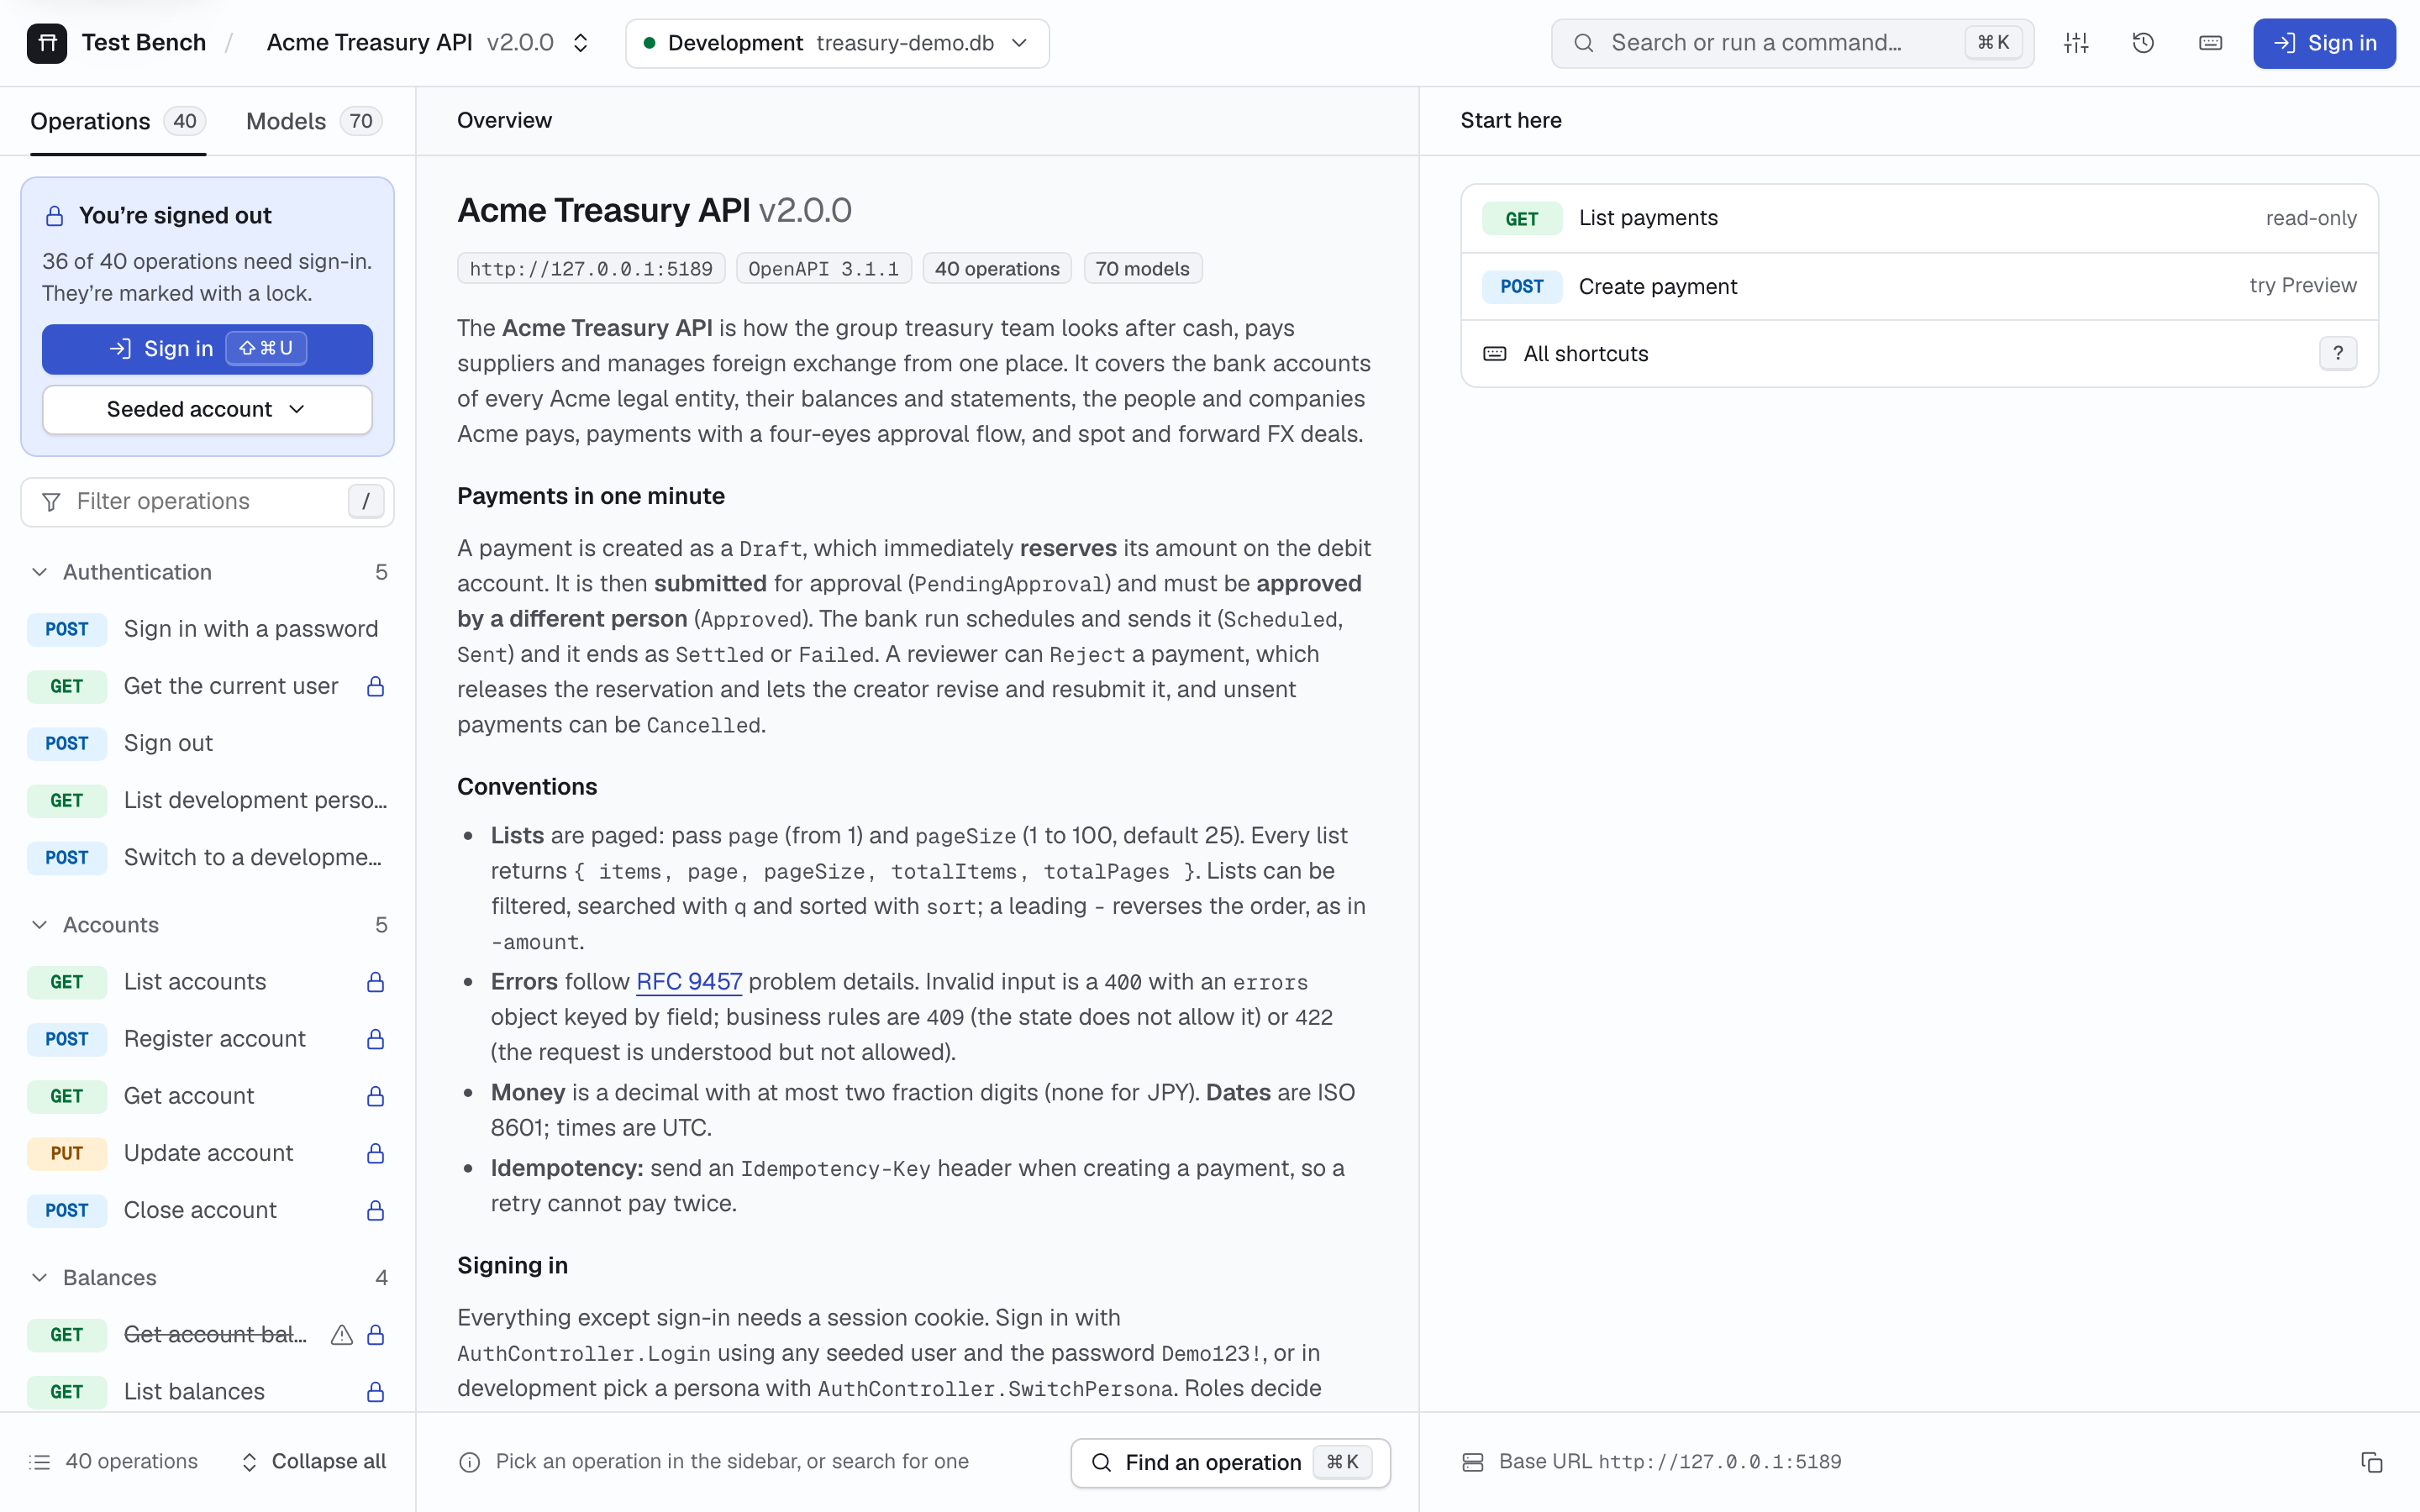 Test Bench / Acme Treasury API v2.0.0
Development treasury-demo.db
Search or run a command... ⌘ K
Sign in
Operations 40 Models 70
You’re signed out
36 of 40 operations need sign-in.
They’re marked with a lock.
Sign in ⇧ ⌘ U
Seeded account
Filter operations /
Authentication 5
POST Sign in with a password
GET Get the current user
POST Sign out
GET List development perso...
POST Switch to a developme...
Accounts 5
GET List accounts
POST Register account
GET Get account
PUT Update account
POST Close account
Balances 4
GET Get account bal...
GET List balances
40 operations Collapse all
Overview
Acme Treasury API v2.0.0
http://127.0.0.1:5189 OpenAPI 3.1.1 40 operations 70 models
The Acme Treasury API is how the group treasury team looks after cash, pays
suppliers and manages foreign exchange from one place. It covers the bank accounts
of every Acme legal entity, their balances and statements, the people and companies
Acme pays, payments with a four-eyes approval flow, and spot and forward FX deals.
Payments in one minute
A payment is created as a Draft, which immediately reserves its amount on the debit
account. It is then submitted for approval (PendingApproval) and must be approved
by a different person (Approved). The bank run schedules and sends it (Scheduled,
Sent) and it ends as Settled or Failed. A reviewer can Reject a payment, which
releases the reservation and lets the creator revise and resubmit it, and unsent
payments can be Cancelled.
Conventions
• Lists are paged: pass page (from 1) and pageSize (1 to 100, default 25). Every list
returns { items, page, pageSize, totalItems, totalPages }. Lists can be
filtered, searched with q and sorted with sort; a leading - reverses the order, as in
-amount.
• Errors follow RFC 9457 problem details. Invalid input is a 400 with an errors
object keyed by field; business rules are 409 (the state does not allow it) or 422
(the request is understood but not allowed).
• Money is a decimal with at most two fraction digits (none for JPY). Dates are ISO
8601; times are UTC.
• Idempotency: send an Idempotency-Key header when creating a payment, so a
retry cannot pay twice.
Signing in
Everything except sign-in needs a session cookie. Sign in with
AuthController.Login using any seeded user and the password Demo123!, or in
development pick a persona with AuthController.SwitchPersona. Roles decide
Pick an operation in the sidebar, or search for one
Find an operation ⌘ K
Start here
GET List payments read-only
POST Create payment try Preview
All shortcuts ?
Base URL http://127.0.0.1:5189